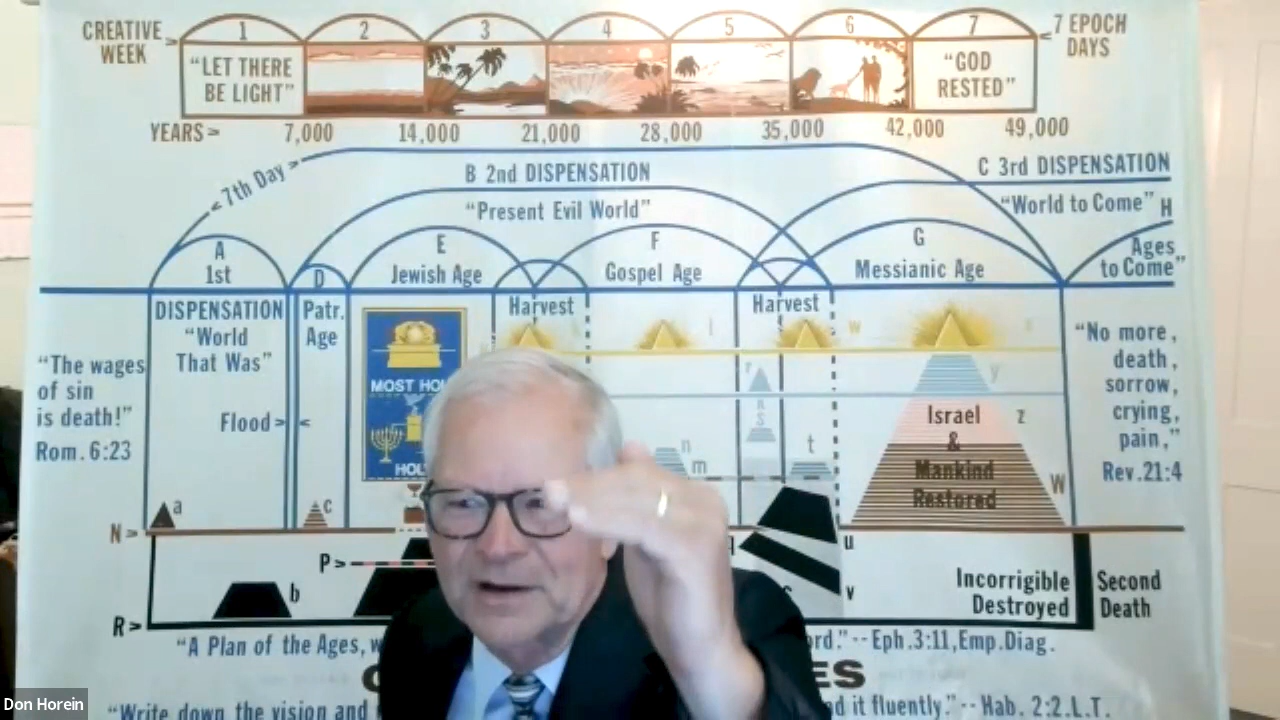 CREATIVE WEEK > 1 2 3 4 5 6 7 < 7 EPOCH DAYS
“LET THERE BE LIGHT”
“GOD RESTED”
YEARS > 7,000 14,000 21,000 28,000 35,000 42,000 49,000
< 7th Day >
B 2nd DISPENSATION
C 3rd DISPENSATION
“Present Evil World”
“World to Come” H
A
1st
D
E
Jewish Age
F
Gospel Age
G
Messianic Age
Ages
to Come”
DISPENSATION
“World
That Was”
Patr.
Age
Harvest
Harvest
“The wages
of sin
is death!”
Rom. 6:23
Flood > <
MOST
w
y
z
r
S
n
m
t
W
“No more,
death,
sorrow,
crying,
pain,”
Rev.21:4
Israel
&
Mankind
Restored
a
c
N >
P >
b
R >
u
v
Incorrigible
Destroyed
Second
Death
“A Plan of the Ages,
--Eph.3:11,Emp.Diag.
“Write down the vision and
it fluently.”-- Hab. 2:2.L.T.
Don Horein